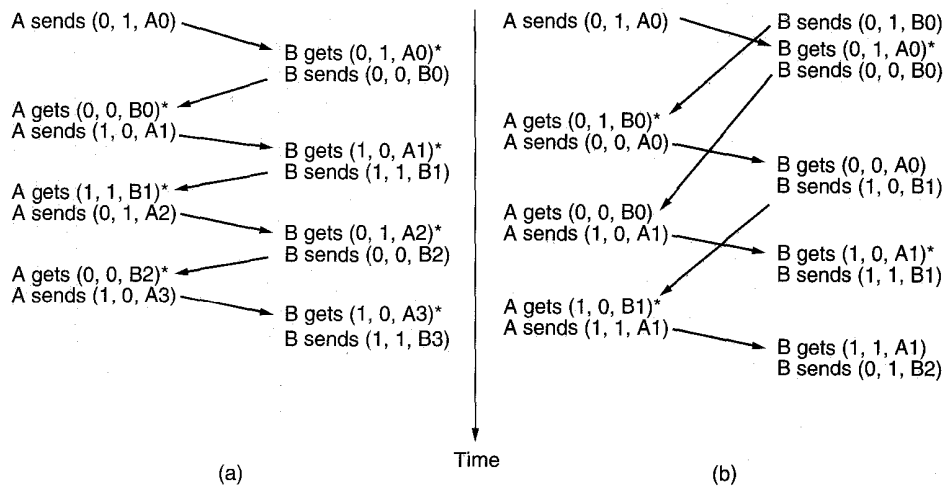 A sends (0, 1, A0)
B gets (0, 1, A0)*
B sends (0, 0, B0)
A gets (0, 0, B0)*
A sends (1, 0, A1)
B gets (1, 0, A1)*
B sends (1, 1, B1)
A gets (1, 1, B1)*
A sends (0, 1, A2)
B gets (0, 1, A2)*
B sends (0, 0, B2)
A gets (0, 0, B2)*
A sends (1, 0, A3)
B gets (1, 0, A3)*
B sends (1, 1, B3)
(a)
Time
A sends (0, 1, A0)
B sends (0, 1, B0)
B gets (0, 1, A0)*
B sends (0, 0, B0)
A gets (0, 1, B0)*
A sends (0, 0, A0)
B gets (0, 0, A0)
B sends (1, 0, B1)
A gets (0, 0, B0)
A sends (1, 0, A1)
B gets (1, 0, A1)*
B sends (1, 1, B1)
A gets (1, 0, B1)*
A sends (1, 1, A1)
B gets (1, 1, A1)
B sends (0, 1, B2)
(b)